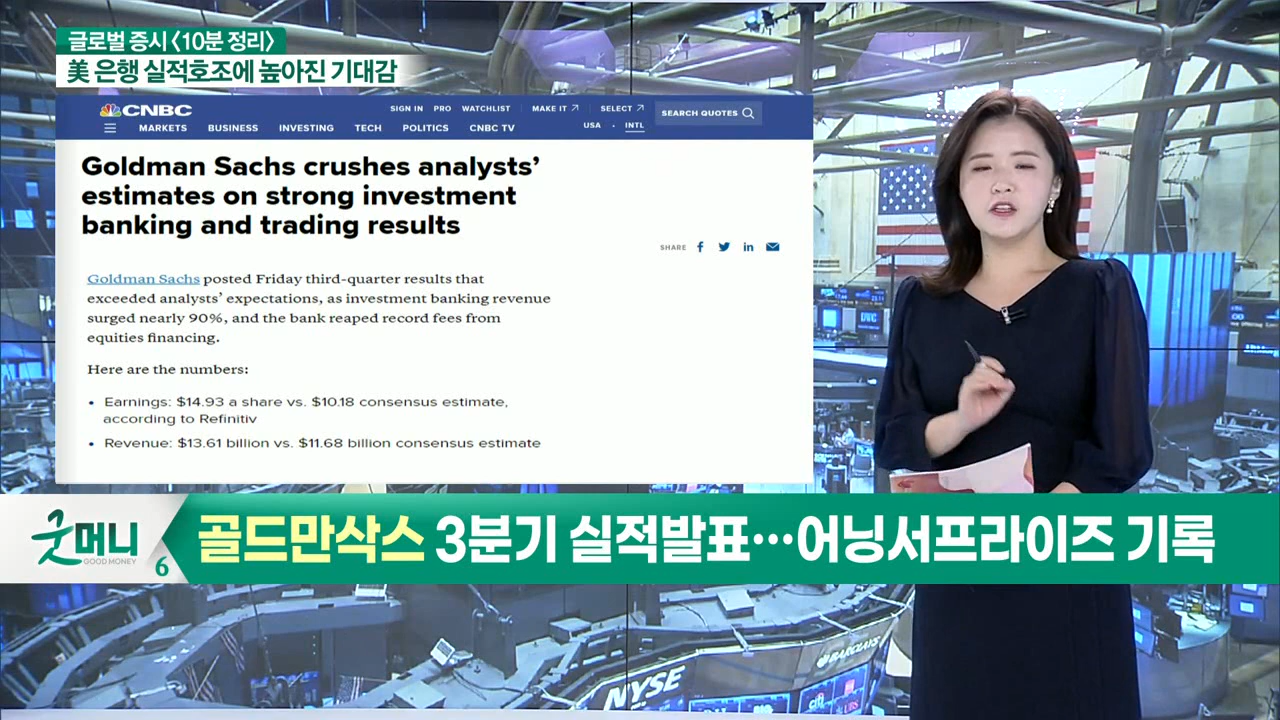 글로벌 증시 <10분 정리>
美 은행 실적호조에 높아진 기대감
CNBC
SIGN IN PRO WATCHLIST MAKE IT SELECT
SEARCH QUOTES
MARKETS BUSINESS INVESTING TECH POLITICS CNBC TV
USA · INTL
Goldman Sachs crushes analysts’
estimates on strong investment
banking and trading results
SHARE
Goldman Sachs posted Friday third-quarter results that
exceeded analysts’ expectations, as investment banking revenue
surged nearly 90%, and the bank reaped record fees from
equities financing.
Here are the numbers:
• Earnings: $14.93 a share vs. $10.18 consensus estimate,
according to Refinitiv
• Revenue: $13.61 billion vs. $11.68 billion consensus estimate
굿머니
GOOD MONEY
6
골드만삭스 3분기 실적발표…어닝서프라이즈 기록
NYSE
BARCLAYS
citi
UBS